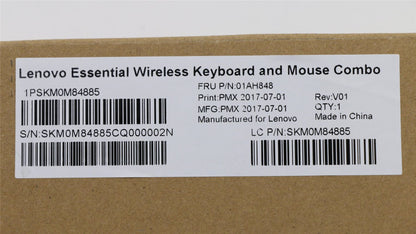 Lenovo Essential Wireless Keyboard and Mouse Combo
1PSKM0M84885
FRU P/N:01AH848
Print:PMX 2017-07-01 Rev:V01
MFG:PMX 2017-07-01 QTY:1
Manufactured for Lenovo Made in China
S/N:SKM0M84885CQ000002N
LC P/N:SKM0M84885